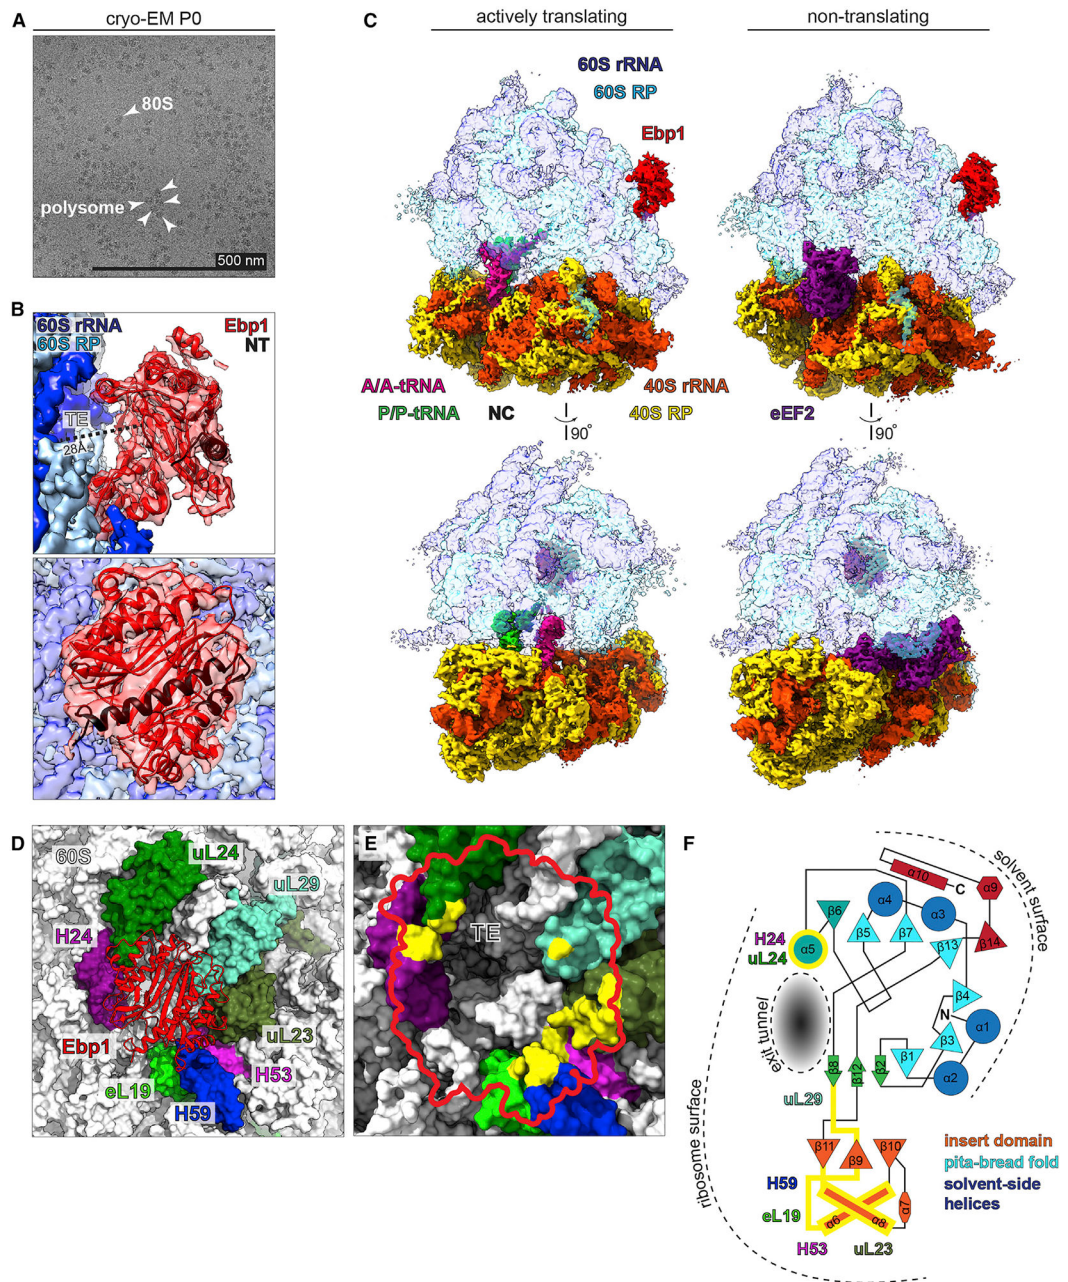 A
cryo-EM P0
80S
polysome
500 nm
B
60S rRNA
60S RP
Ebp1
NT
TE
28Å
C
actively translating
non-translating
60S rRNA
60S RP
Ebp1
A/A-tRNA
P/P-tRNA
NC
40S rRNA
40S RP
eEF2
90°
90°
D
60S
uL24
uL29
H24
Ebp1
uL23
eL19
H53
H59
E
TE
F
solvent surface
α10
C
α9
β14
α4
α3
β6
β5
β7
β13
H24
uL24
α5
exit tunnel
β4
N
α1
β3
β1
α2
β8
β12
β2
uL29
ribosome surface
β11
β9
β10
H59
eL19
α6
α8
α7
H53
uL23
insert domain
pita-bread fold
solvent-side
helices